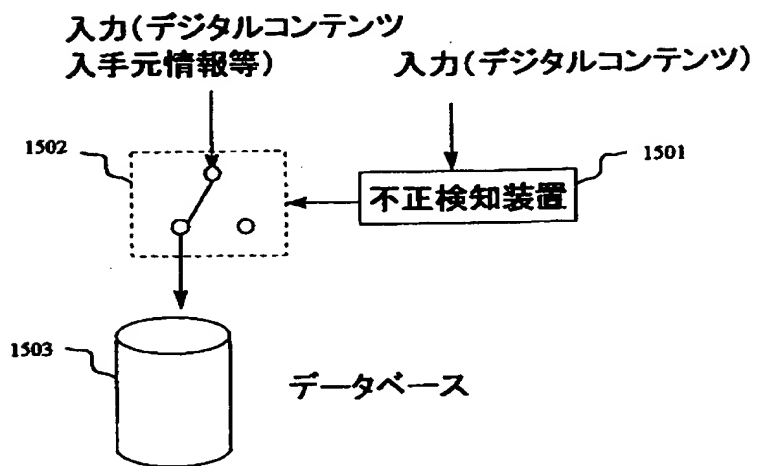 入力(デジタルコンテンツ
入手元情報等)
入力(デジタルコンテンツ)
1502
1501
不正検知装置
1503
データベース